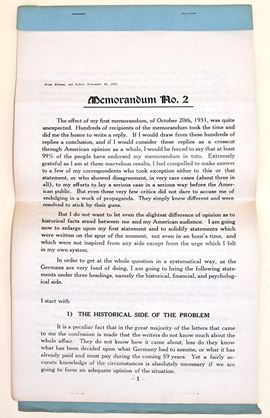 Memorandum No. 2
The effect of my first memorandum, of October 20th, 1931, was quite
unexpected. Hundreds of recipients of the memorandum took the time and
did me the honor to write a reply. If I would draw from these hundreds of
replies a conclusion, and if I would consider these replies as a crosscut
through American opinion as a whole, I would be forced to say that at least
99% of the people have endorsed my memorandum in toto. Extremely
grateful as I am at these marvelous results, I feel compelled to make answer
to a few of my correspondents who took exception either to this or that
statement, or who showed disagreement, in very rare cases (about three in
all), to my efforts to lay a serious case in a serious way before the Amer-
ican public. But even these very few critics did not dare to accuse me of
endulging in a work of propaganda. They simply knew different and were
resolved to stick by their guns.
But I do not want to let even the slightest difference of opinion as to
historical facts stand between me and my American audience. I am going
now to enlarge upon my first statement and to solidify statements which
were written on the spur of the moment, not even in an hour's time, and
which were not inspired from any side except from the urge which I felt
in my own system.
In order to get at the whole question in a systematical way, as the
Germans are very fond of doing, I am going to bring the following state-
ments under three headings, namely the historical, financial, and psycholog-
ical side.
I start with
1) THE HISTORICAL SIDE OF THE PROBLEM
It is a peculiar fact that in the great majority of the letters that came
to me the confession is made that the writers do not know much about the
whole affair. They do not know how it came about, less do they know
what has been decided upon what Germany had to assume, or what it has
already paid and must pay during the coming 59 years. Yet a fairly ac-
curate knowledge of the circumstances is absolutely necessary if we are
going to form an adequate opinion of the situation.
— 1 —